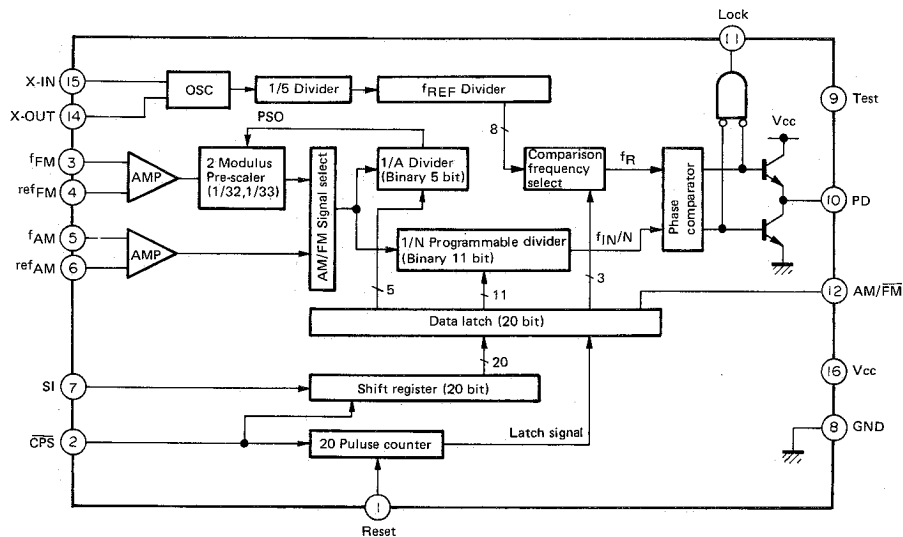 Lock
11
X-IN
15
OSC
1/5 Divider
fREF Divider
9
Test
X-OUT
14
PSO
8
Vcc
fFM
3
AMP
2 Modulus
Pre-scaler
(1/32,1/33)
AM/FM Signal select
1/A Divider
(Binary 5 bit)
Comparison
frequency
select
fR
Phase
comparator
refFM
4
10
PD
fAM
5
AMP
1/N Programmable divider
(Binary 11 bit)
fIN/N
refAM
6
5
11
3
12
AM/F̅M̅
Data latch (20 bit)
20
16
Vcc
SI
7
Shift register (20 bit)
Latch signal
8
GND
C̅P̅S̅
2
20 Puluse counter
1
Reset